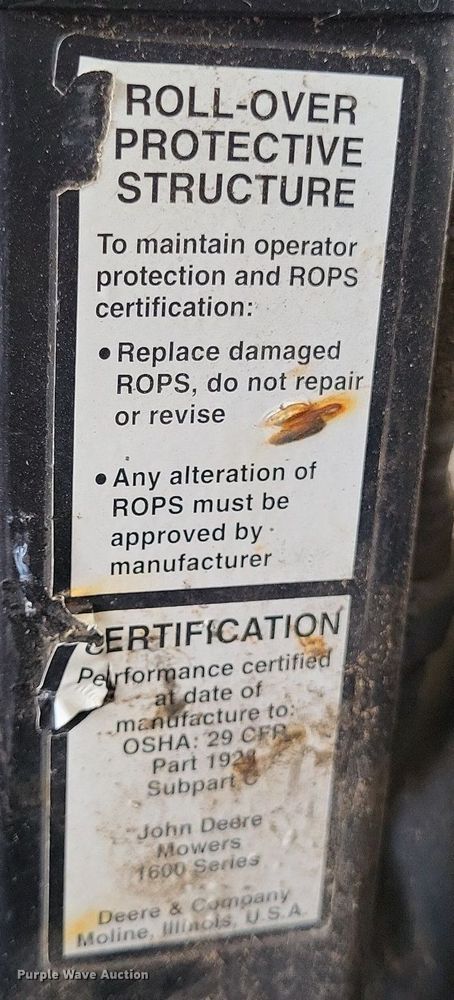 ROLL-OVER
PROTECTIVE
STRUCTURE
To maintain operator
protection and ROPS
certification:
• Replace damaged
ROPS, do not repair
or revise
• Any alteration of
ROPS must be
approved by
manufacturer
CERTIFICATION
Performance certified
at date of
manufacture to:
OSHA: 29 CFR
Part
Subpart C
John Deere
Mowers
1600 Series
Deere & Company
Moline, Illinois, U.S.A.
Purple Wave Auction